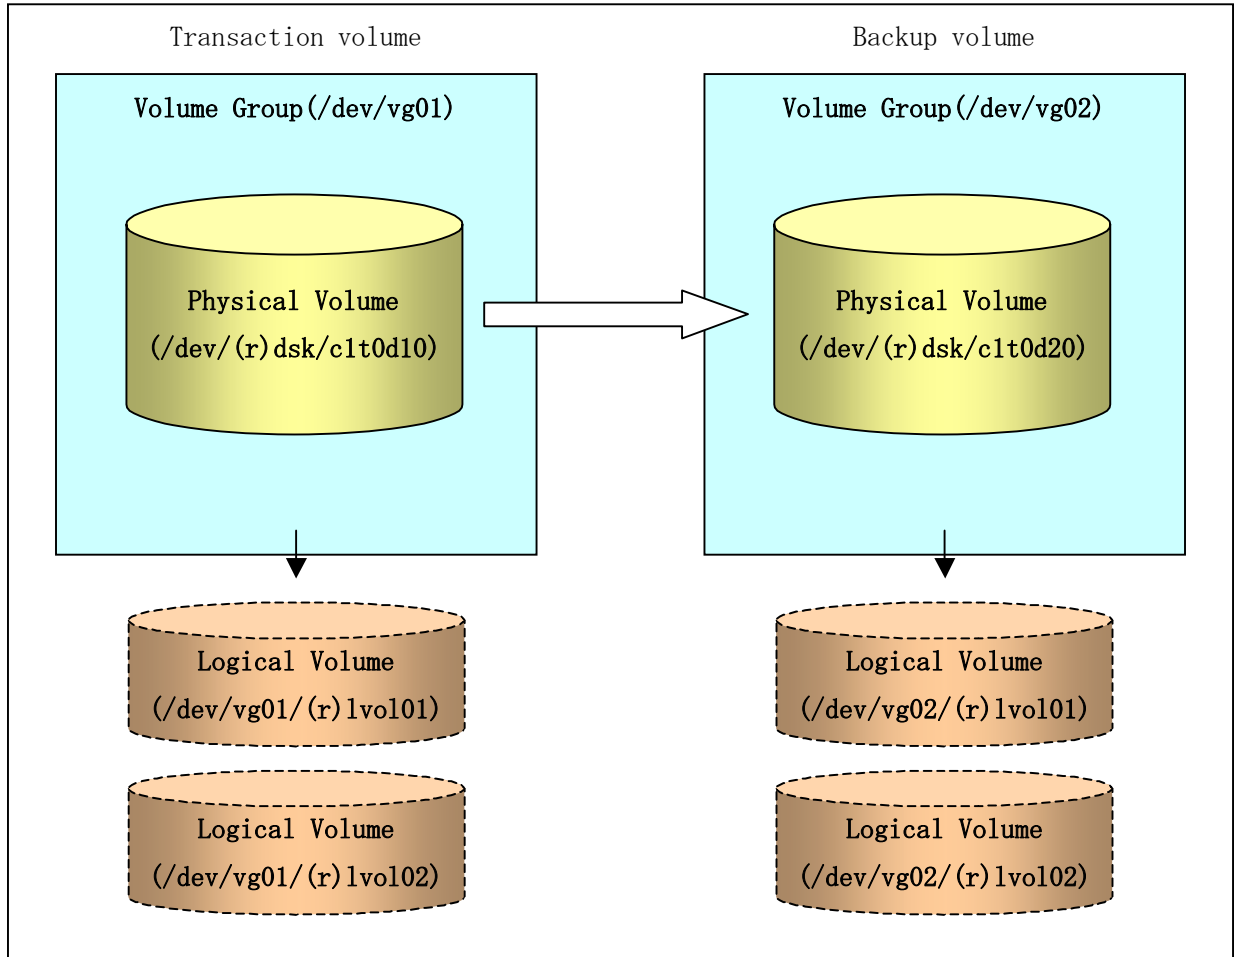 Transaction volume
Backup volume
Volume Group(/dev/vg01)
Volume Group(/dev/vg02)
Physical Volume
(/dev/(r)dsk/c1t0d10)
Physical Volume
(/dev/(r)dsk/c1t0d20)
Logical Volume
(/dev/vg01/(r)lvol01)
Logical Volume
(/dev/vg02/(r)lvol01)
Logical Volume
(/dev/vg01/(r)lvol02)
Logical Volume
(/dev/vg02/(r)lvol02)